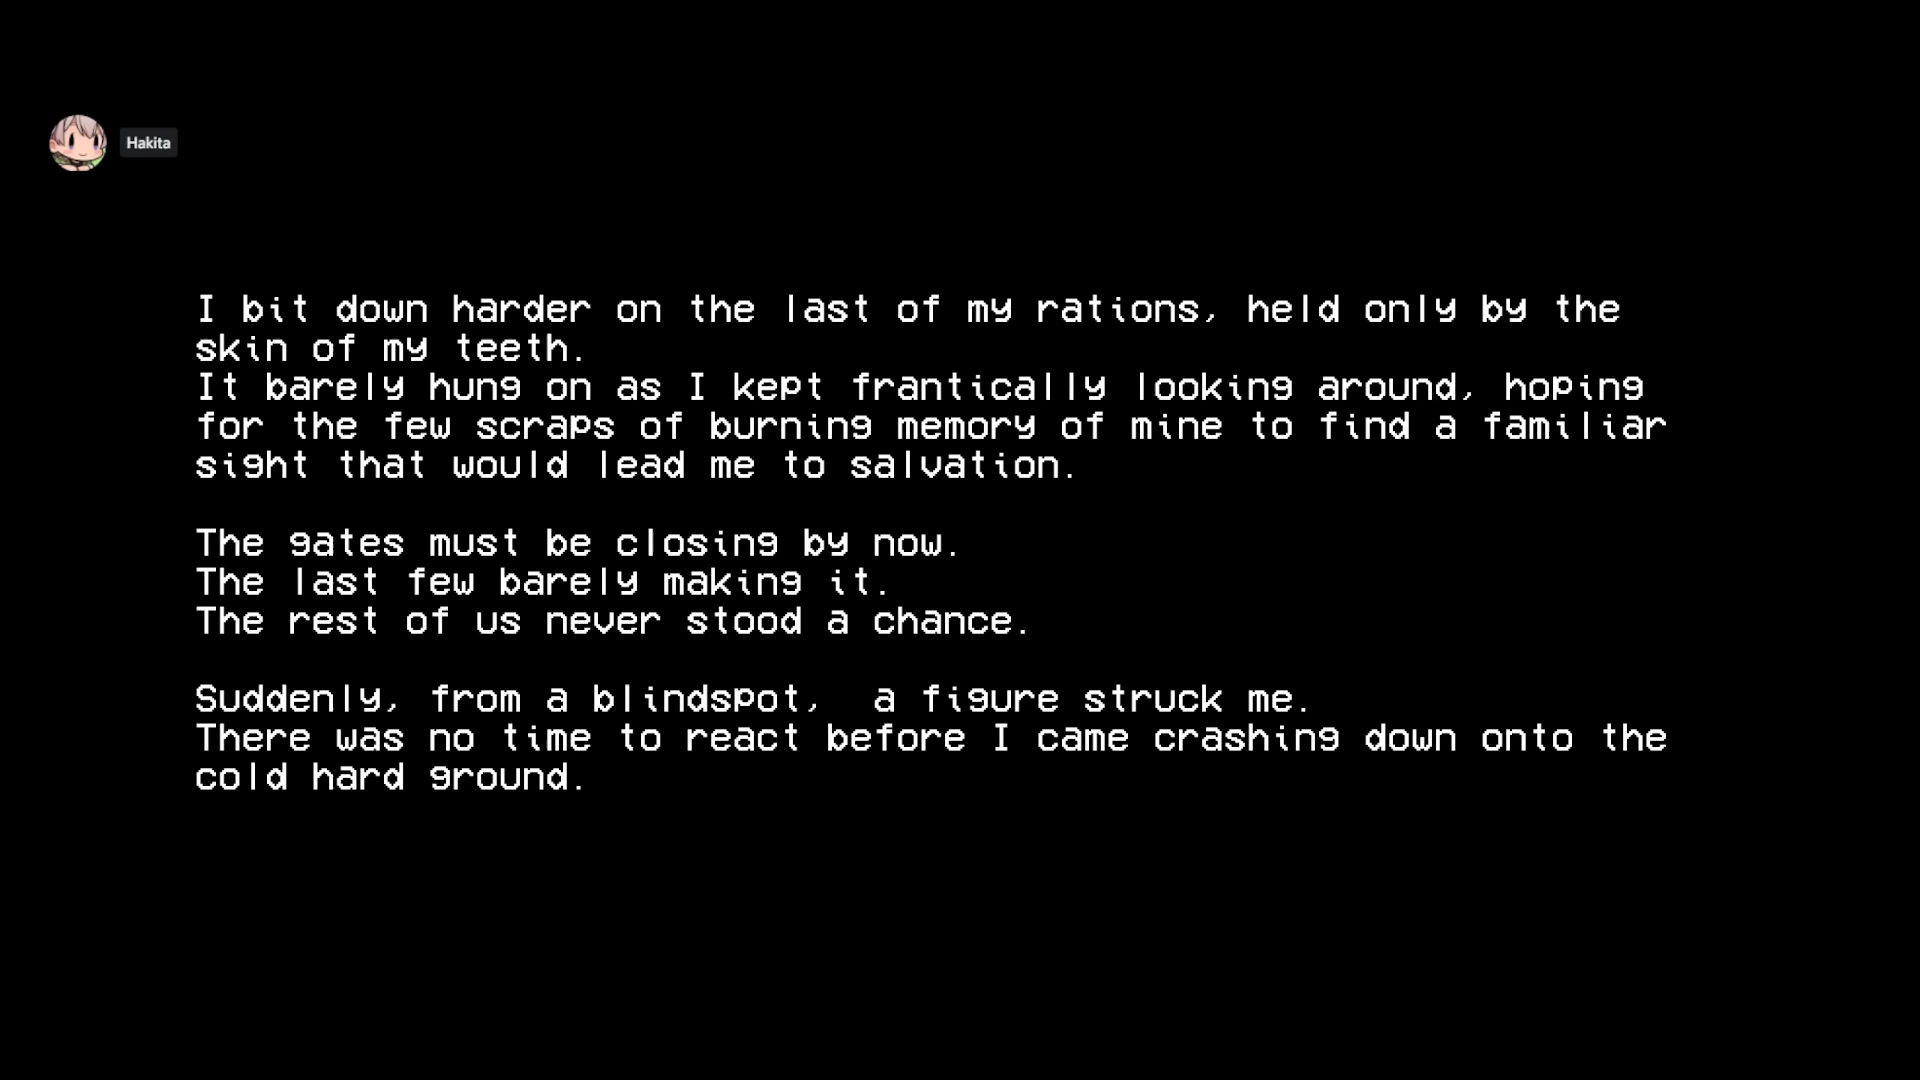 Hakita
I bit down harder on the last of my rations, held only by the
skin of my teeth.
It barely hung on as I kept frantically looking around, hoping
for the few scraps of burning memory of mine to find a familiar
sight that would lead me to salvation.
The gates must be closing by now.
The last few barely making it.
The rest of us never stood a chance.
Suddenly, from a blindspot,  a figure struck me.
There was no time to react before I came crashing down onto the
cold hard ground.